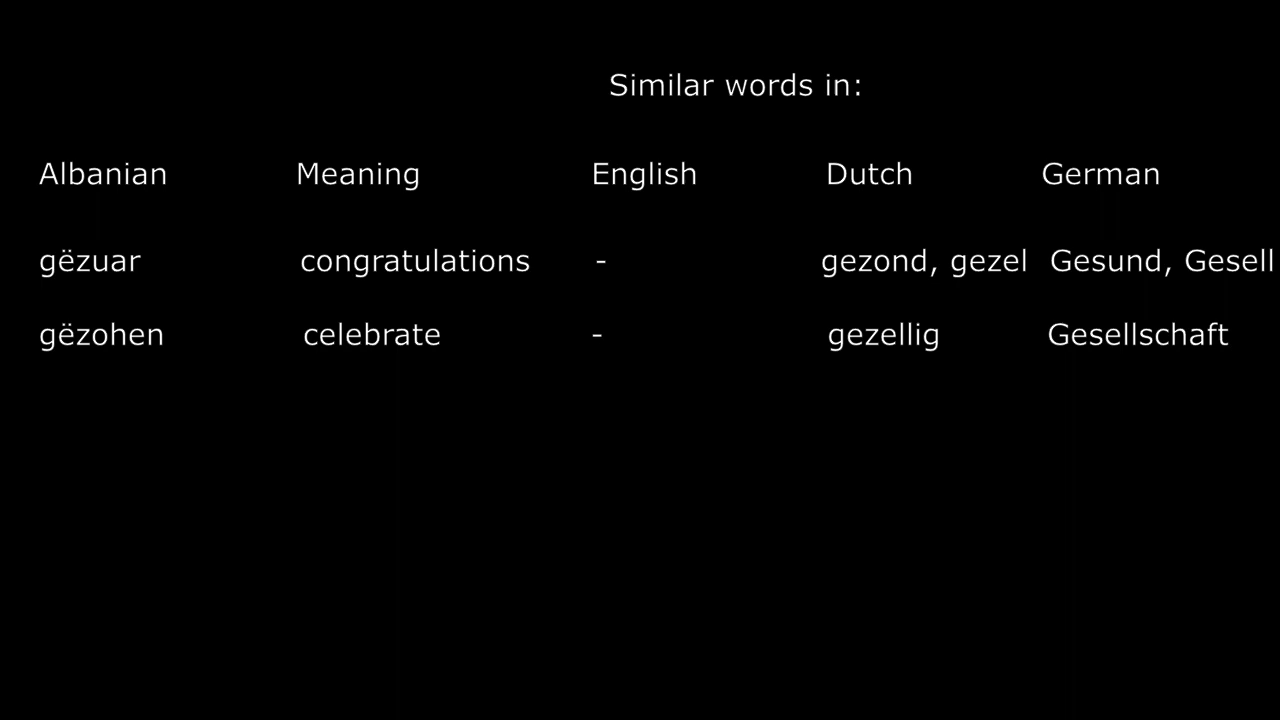 Similar words in:
Albanian Meaning English Dutch German
gëzuar congratulations - gezond, gezel Gesund, Gesell
gëzohen celebrate - gezellig Gesellschaft